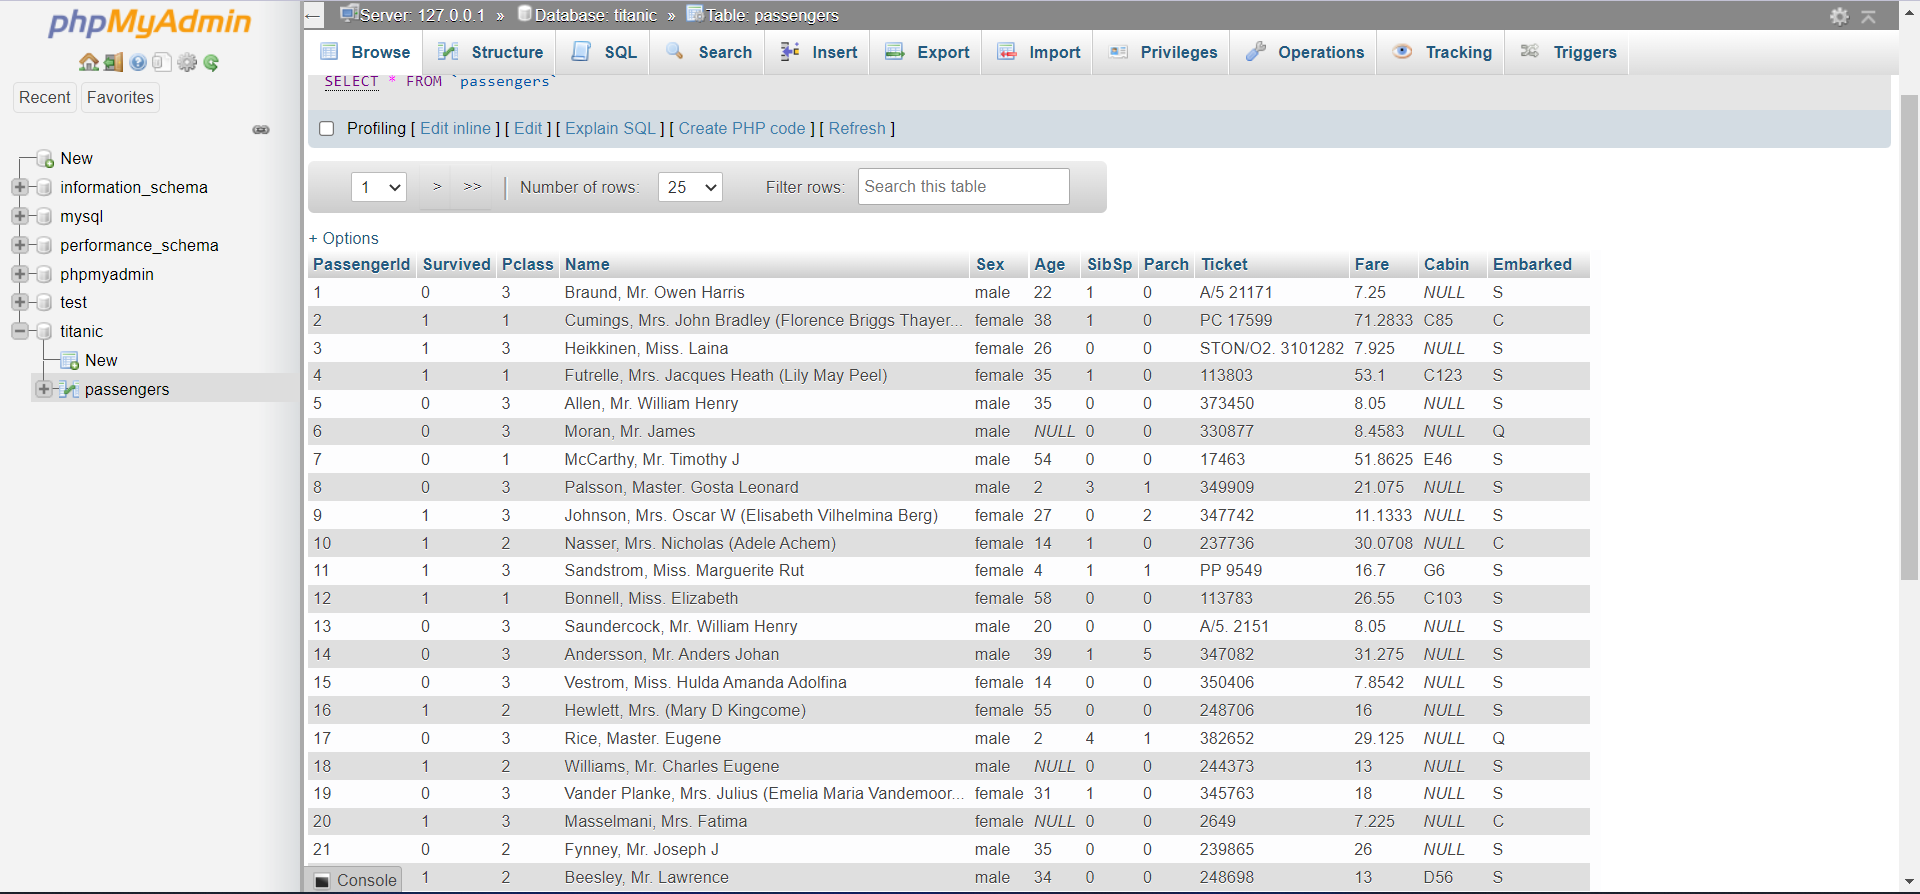 phpMyAdmin
Recent Favorites
New
information_schema
mysql
performance_schema
phpmyadmin
test
titanic
New
passengers
← Server: 127.0.0.1 » Database: titanic » Table: passengers
Browse Structure SQL Search Insert Export Import Privileges Operations Tracking Triggers
SELECT * FROM `passengers`
Profiling [ Edit inline ] [ Edit ] [ Explain SQL ] [ Create PHP code ] [ Refresh ]
1 > >> | Number of rows: 25 Filter rows: Search this table
+ Options
PassengerId Survived Pclass Name Sex Age SibSp Parch Ticket Fare Cabin Embarked
1 0 3 Braund, Mr. Owen Harris male 22 1 0 A/5 21171 7.25 NULL S
2 1 1 Cumings, Mrs. John Bradley (Florence Briggs Thayer... female 38 1 0 PC 17599 71.2833 C85 C
3 1 3 Heikkinen, Miss. Laina female 26 0 0 STON/O2. 3101282 7.925 NULL S
4 1 1 Futrelle, Mrs. Jacques Heath (Lily May Peel) female 35 1 0 113803 53.1 C123 S
5 0 3 Allen, Mr. William Henry male 35 0 0 373450 8.05 NULL S
6 0 3 Moran, Mr. James male NULL 0 0 330877 8.4583 NULL Q
7 0 1 McCarthy, Mr. Timothy J male 54 0 0 17463 51.8625 E46 S
8 0 3 Palsson, Master. Gosta Leonard male 2 3 1 349909 21.075 NULL S
9 1 3 Johnson, Mrs. Oscar W (Elisabeth Vilhelmina Berg) female 27 0 2 347742 11.1333 NULL S
10 1 2 Nasser, Mrs. Nicholas (Adele Achem) female 14 1 0 237736 30.0708 NULL C
11 1 3 Sandstrom, Miss. Marguerite Rut female 4 1 1 PP 9549 16.7 G6 S
12 1 1 Bonnell, Miss. Elizabeth female 58 0 0 113783 26.55 C103 S
13 0 3 Saundercock, Mr. William Henry male 20 0 0 A/5. 2151 8.05 NULL S
14 0 3 Andersson, Mr. Anders Johan male 39 1 5 347082 31.275 NULL S
15 0 3 Vestrom, Miss. Hulda Amanda Adolfina female 14 0 0 350406 7.8542 NULL S
16 1 2 Hewlett, Mrs. (Mary D Kingcome) female 55 0 0 248706 16 NULL S
17 0 3 Rice, Master. Eugene male 2 4 1 382652 29.125 NULL Q
18 1 2 Williams, Mr. Charles Eugene male NULL 0 0 244373 13 NULL S
19 0 3 Vander Planke, Mrs. Julius (Emelia Maria Vandemoor... female 31 1 0 345763 18 NULL S
20 1 3 Masselmani, Mrs. Fatima female NULL 0 0 2649 7.225 NULL C
21 0 2 Fynney, Mr. Joseph J male 35 0 0 239865 26 NULL S
Console 1 2 Beesley, Mr. Lawrence male 34 0 0 248698 13 D56 S